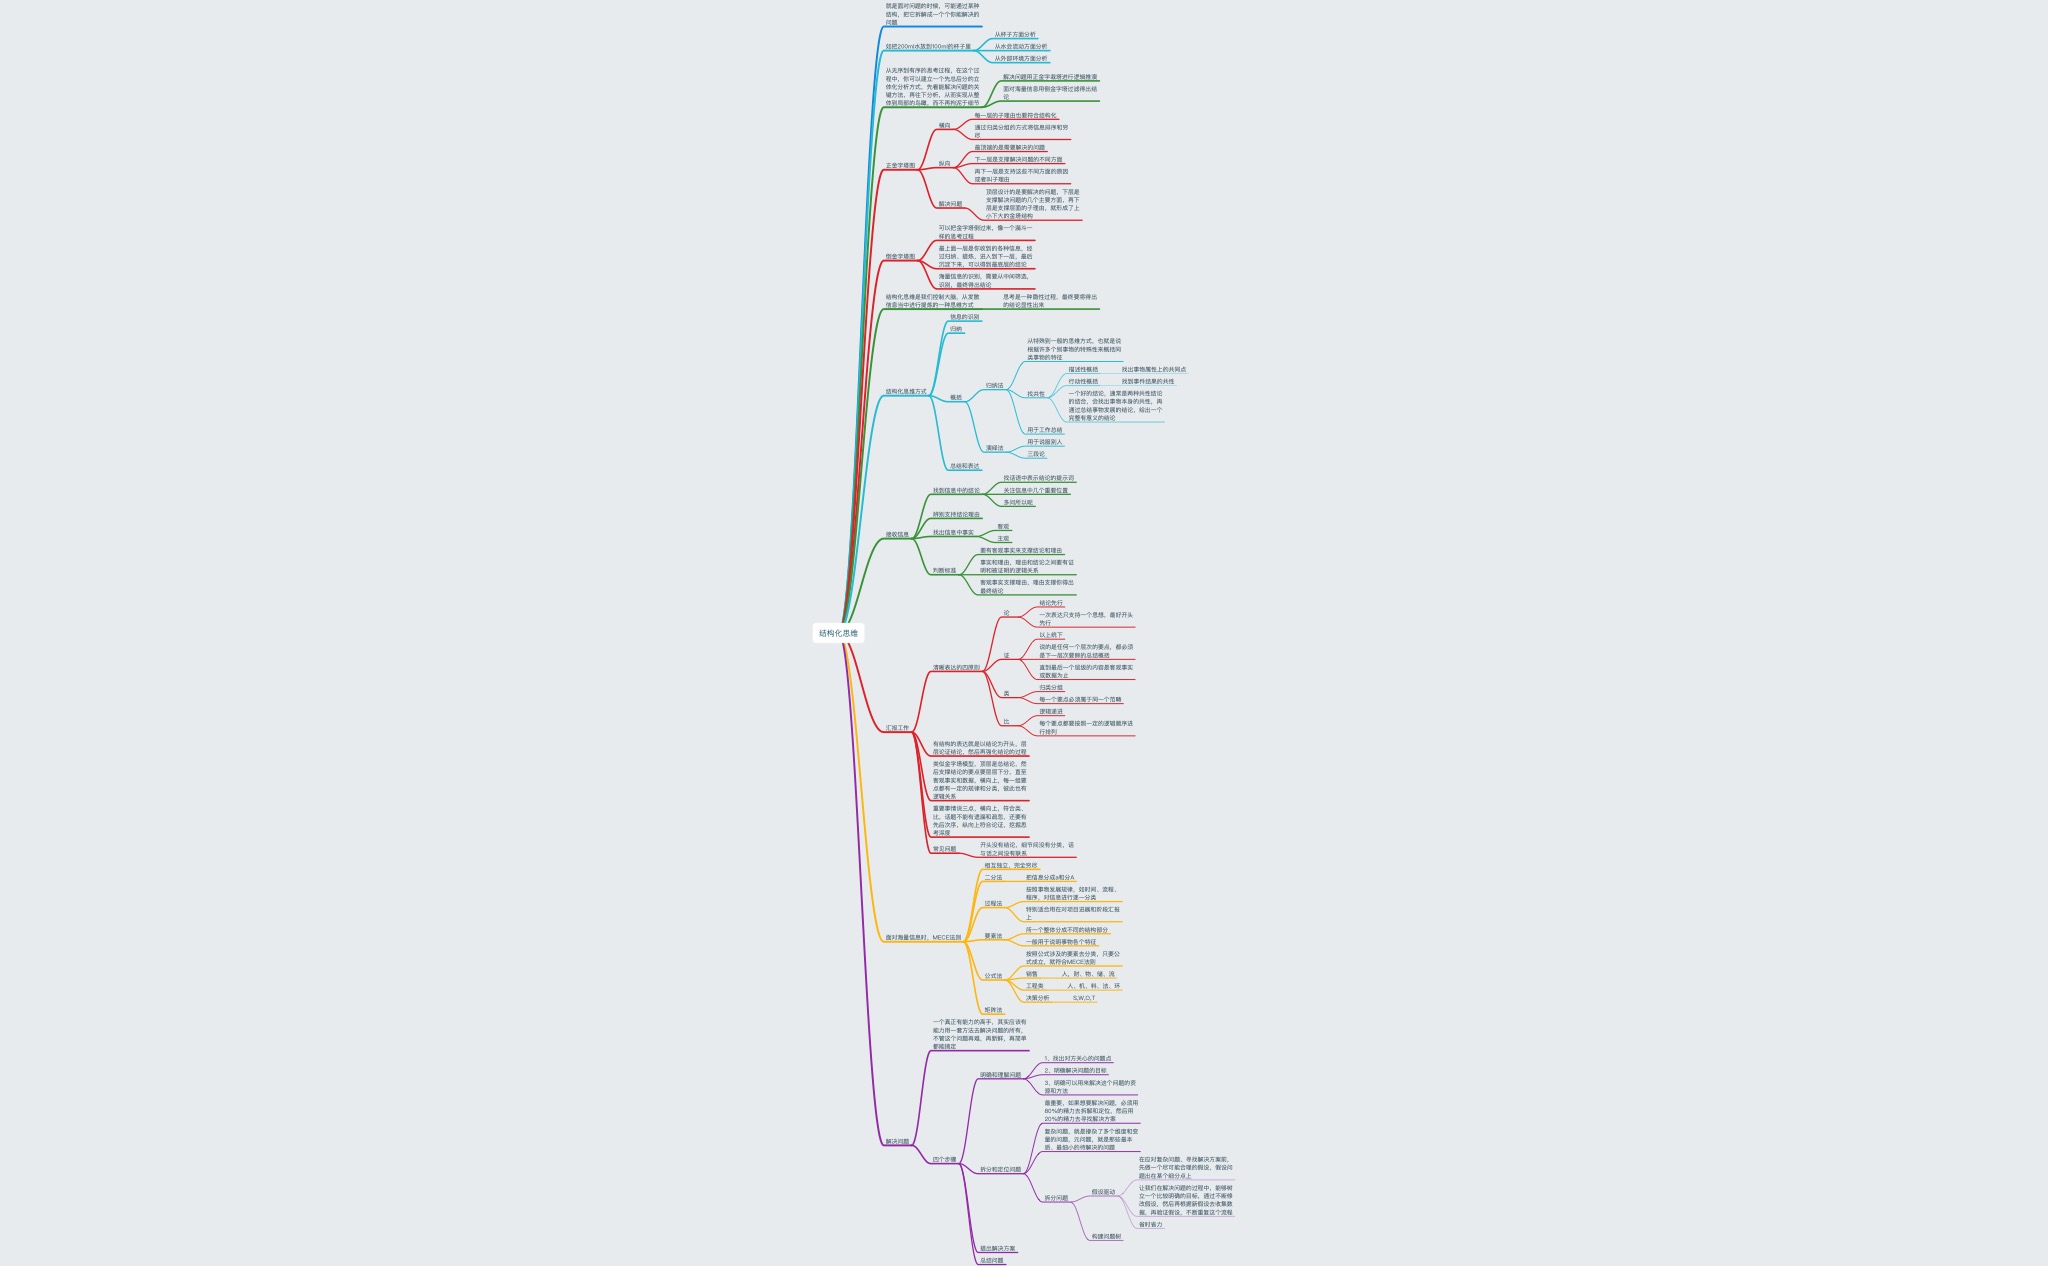 就是面对问题的时候，可能通过某种
结构，把它拆解成一个个你能解决的
问题
如把200ml水放到100ml的杯子里
从杯子方面分析
从水会流动方面分析
从外部环境方面分析
从无序到有序的思考过程，在这个过
程中，你可以建立一个先总后分的立
体化分析方式。先看能解决问题的关
键方法，再往下分析，从而实现从整
体到局部的鸟瞰，而不再拘泥于细节
解决问题用正金字塔塔进行逻辑推演
面对海量信息用倒金字塔过滤得出结
论
正金字塔图
横向
每一层的子理由也要符合结构化
通过归类分组的方式将信息排序和穷
尽
纵向
最顶端的是需要解决的问题
下一层是支撑解决问题的不同方面
再下一层是支持这些不同方面的原因
或者叫子理由
解决问题
顶层设计的是要解决的问题，下层是
支撑解决问题的几个主要方面，再下
层是支撑层面的子理由，就形成了上
小下大的金塔结构
倒金字塔图
可以把金字塔倒过来，像一个漏斗一
样的思考过程
最上面一层是你收到的各种信息，经
过归纳、提炼，进入到下一层，最后
沉淀下来，可以得到最底层的结论
海量信息的识别，需要从中间筛选，
识别，最终得出结论
结构化思维是我们控制大脑，从发散
信息当中进行提炼的一种思维方式
思考是一种隐性过程，最终要将得出
的结论显性出来
结构化思维方式
信息的识别
归纳
概括
归纳法
从特殊到一般的思维方式，也就是说
根据许多个别事物的特殊性来概括同
类事物的特征
找共性
描述性概括
找出事物属性上的共同点
行动性概括
找到事件结果的共性
一个好的结论，通常是两种共性结论
的结合，会找出事物本身的共性，再
通过总结事物发展的结论，给出一个
完整有意义的结论
用于工作总结
演绎法
用于说服别人
三段论
总结和表达
接收信息
找到信息中的结论
找话语中表示结论的提示词
关注信息中几个重要位置
多问所以呢
辨别支持结论理由
找出信息中事实
客观
主观
判断标准
要有客观事实来支撑结论和理由
事实和理由，理由和结论之间要有证
明和被证明的逻辑关系
客观事实支撑理由，理由支撑你得出
最终结论
结构化思维
汇报工作
清晰表达的四原则
论
结论先行
一次表达只支持一个思想，最好开头
先行
证
以上统下
说的是任何一个层次的要点，都必须
是下一层次要点的总结概括
直到最后一个层级的内容是客观事实
或数据为止
类
归类分组
每一个要点必须属于同一个范畴
比
逻辑递进
每个要点都要按照一定的逻辑顺序进
行排列
有结构的表达就是以结论为开头，层
层论证结论，然后再强化结论的过程
类似金字塔模型，顶层是总结论，然
后支撑结论的要点要层层下分，直至
客观事实和数据，横向上，每一组要
点都有一定的规律和分类，彼此也有
逻辑关系
重要事情说三点，横向上，符合类、
比，话题不能有遗漏和跳忽，还要有
先后次序，纵向上符合论证，挖掘思
考深度
常见问题
开头没有结论，细节间没有分类，话
与话之间没有联系
面对海量信息时，MECE法则
相互独立，完全穷尽
二分法
把信息分成a和分A
过程法
按照事物发展规律，如时间、流程、
程序，对信息进行逐一分类
特别适合用在对项目进展和阶段汇报
上
要素法
所一个整体分成不同的结构部分
一般用于说明事物各个特征
公式法
按照公式涉及的要素去分类，只要公
式成立，就符合MECE法则
销售
人，财、物、储、流
工程类
人、机、料、法、环
决策分析
S,W,O,T
矩阵法
解决问题
一个真正有能力的高手，其实应该有
能力用一套方法去解决问题的所有，
不管这个问题再难，再新鲜，再简单
都能搞定
四个步骤
明确和理解问题
1、找出对方关心的问题点
2、明确解决问题的目标
3、明确可以用来解决这个问题的资
源和方法
拆分和定位问题
最重要，如果想要解决问题，必须用
80%的精力去拆解和定位，然后用
20%的精力去寻找解决方案
复杂问题，就是掺杂了多个维度和变
量的问题，元问题，就是那些最本
质，最细小的待解决的问题
拆分问题
假设驱动
在应对复杂问题，寻找解决方案前，
先做一个尽可能合理的假设，假设问
题出在某个细分点上
让我们在解决问题的过程中，能够树
立一个比较明确的目标，通过不断修
改假设，然后再根据新假设去收集数
据，再验证假设，不断重复这个流程
省时省力
构建问题树
提出解决方案
总结问题